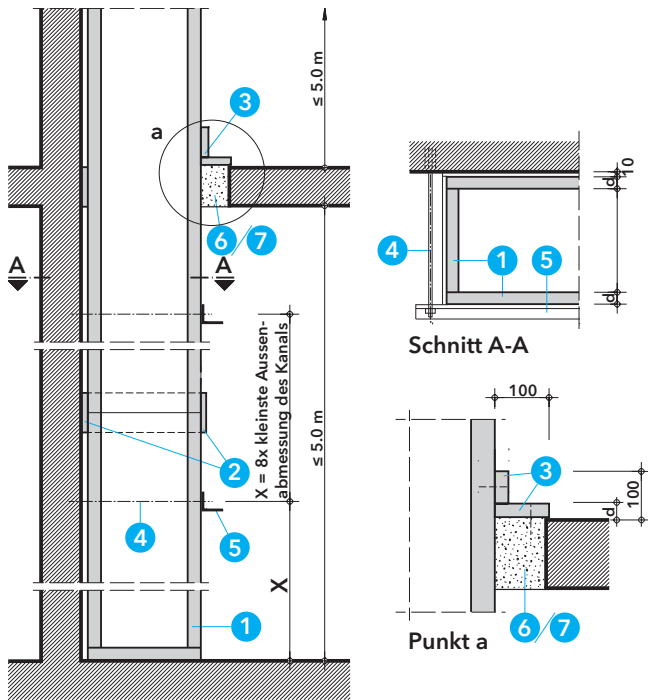 ≤ 5.0 m
3
a
6 / 7
A
A
X = 8x kleinste Aussen-
abmessung des Kanals
≤ 5.0 m
2
4
5
X
1
10
d
4
1
5
d
Schnitt A-A
100
3
100
d
6 / 7
Punkt a